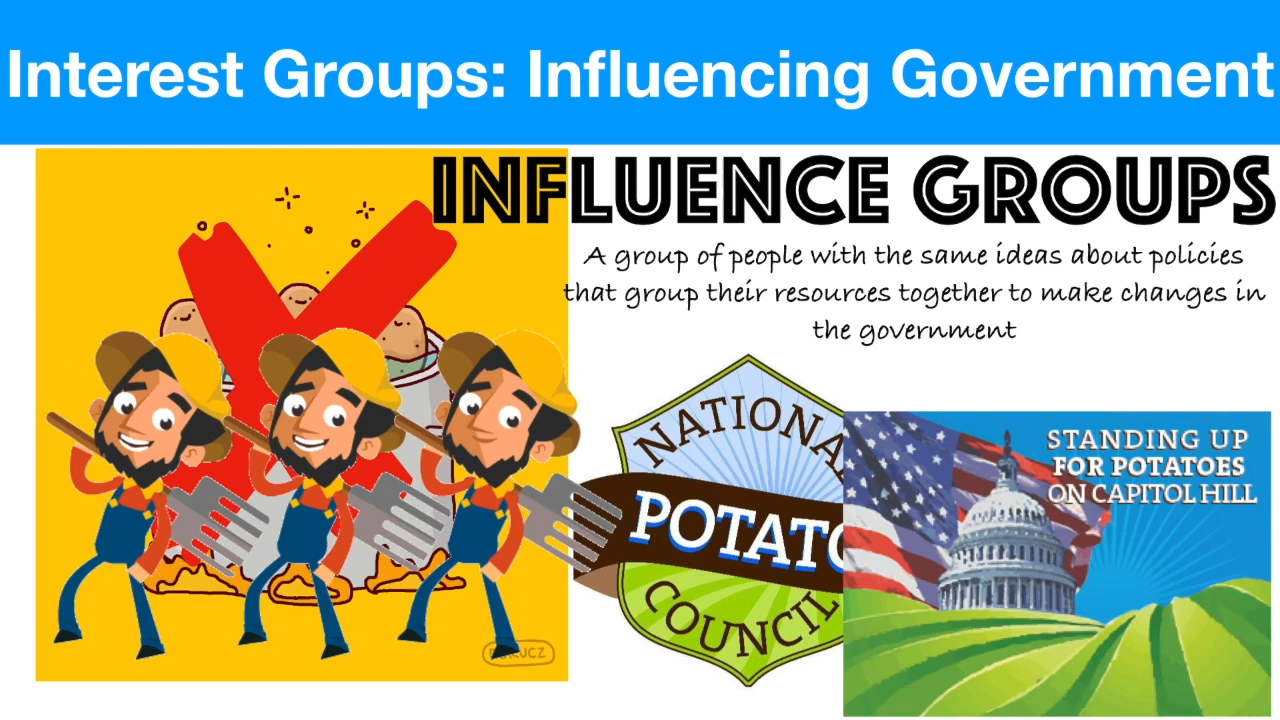 Interest Groups: Influencing Government
INFLUENCE GROUPS
A group of people with the same ideas about policies
that group their resources together to make changes in
the government
NATIONA
POTATO
COUNCIL
STANDING UP
FOR POTATOES
ON CAPITOL HILL